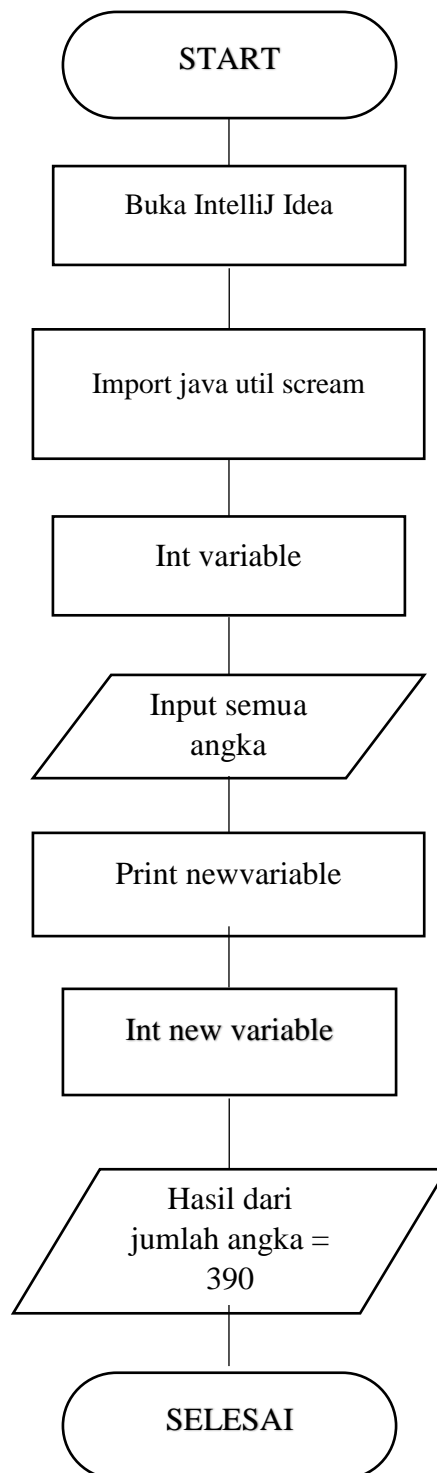 START
Buka IntelliJ Idea
Import java util scream
Int variable
Input semua
angka
Print newvariable
Int new variable
Hasil dari
jumlah angka =
390
SELESAI